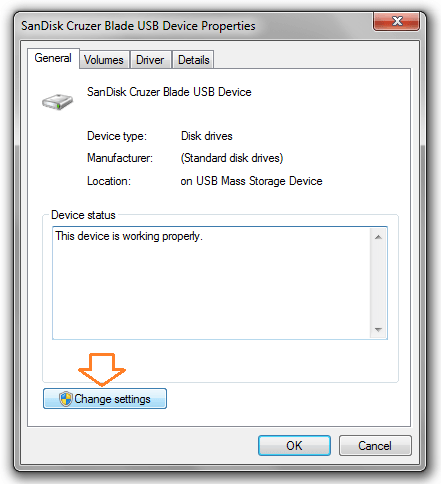 SanDisk Cruzer Blade USB Device Properties
General Volumes Driver Details
SanDisk Cruzer Blade USB Device
Device type: Disk drives
Manufacturer: (Standard disk drives)
Location: on USB Mass Storage Device
Device status
This device is working properly.
Change settings
OK Cancel